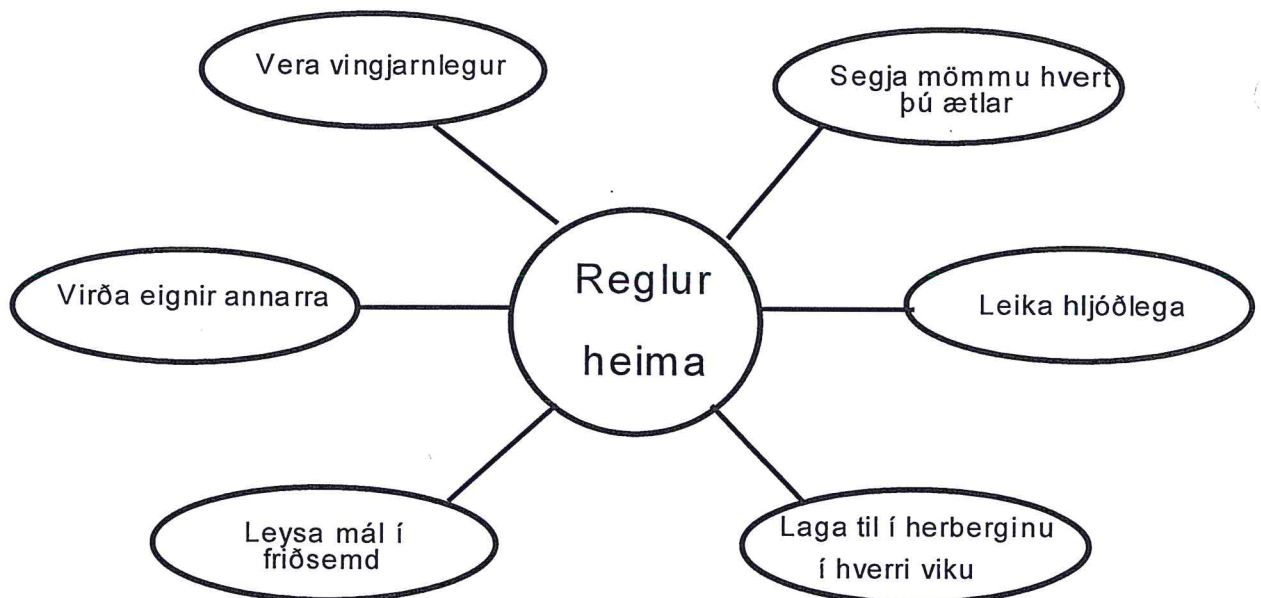 Vera vingjarnlegur
Segja mömmu hvert
þú ætlar
Virða eignir annarra
Reglur
heima
Leika hljóðlega
Leysa mál í
friðsemd
Laga til í herberginu
í hverri viku